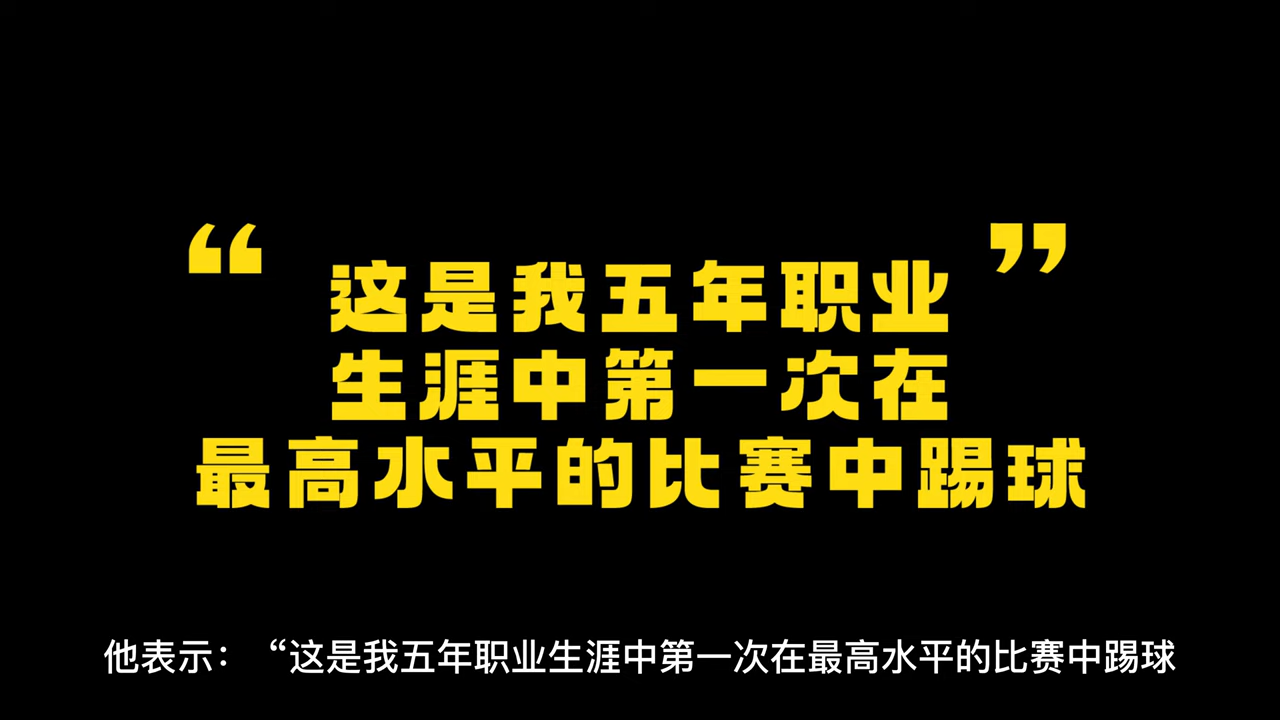 “这是我五年职业”
生涯中第一次在
最高水平的比赛中踢球
他表示：“这是我五年职业生涯中第一次在最高水平的比赛中踢球